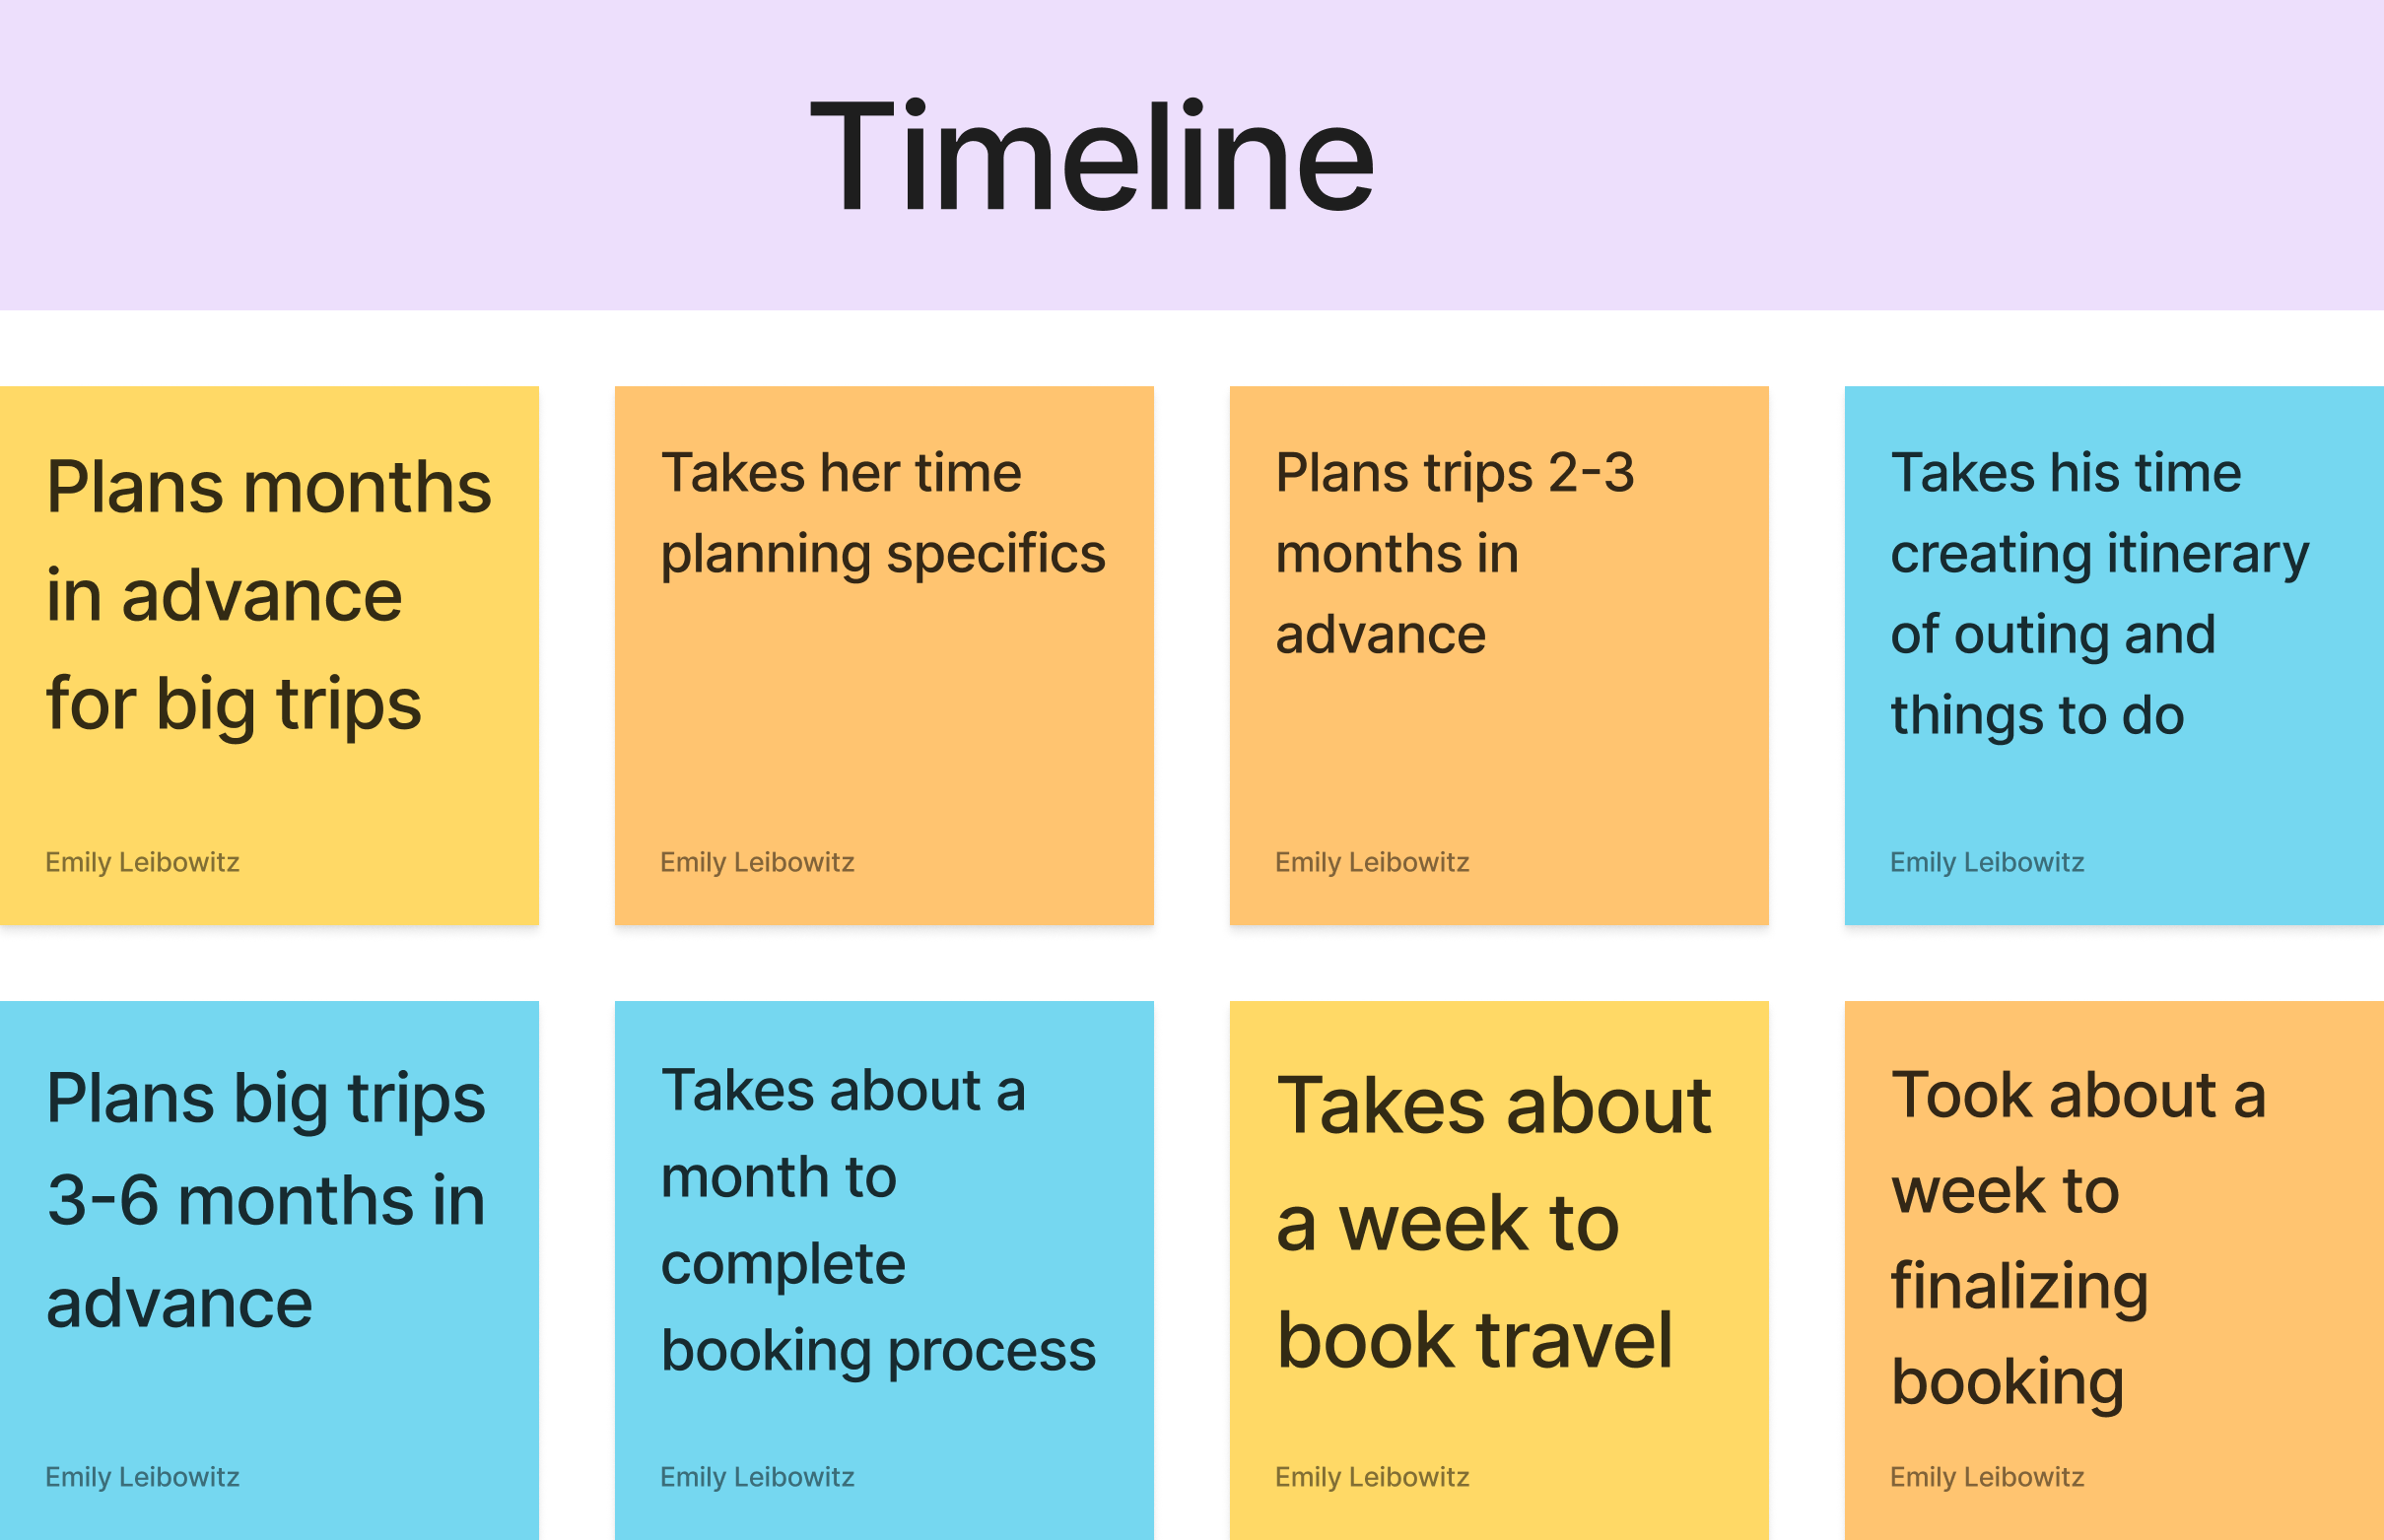 Timeline
Plans months
in advance
for big trips
Emily Leibowitz
Takes her time
planning specifics
Emily Leibowitz
Plans trips 2-3
months in
advance
Emily Leibowitz
Takes his time
creating itinerary
of outing and
things to do
Emily Leibowitz
Plans big trips
3-6 months in
advance
Emily Leibowitz
Takes about a
month to
complete
booking process
Emily Leibowitz
Takes about
a week to
book travel
Emily Leibowitz
Took about a
week to
finalizing
booking
Emily Leibowitz